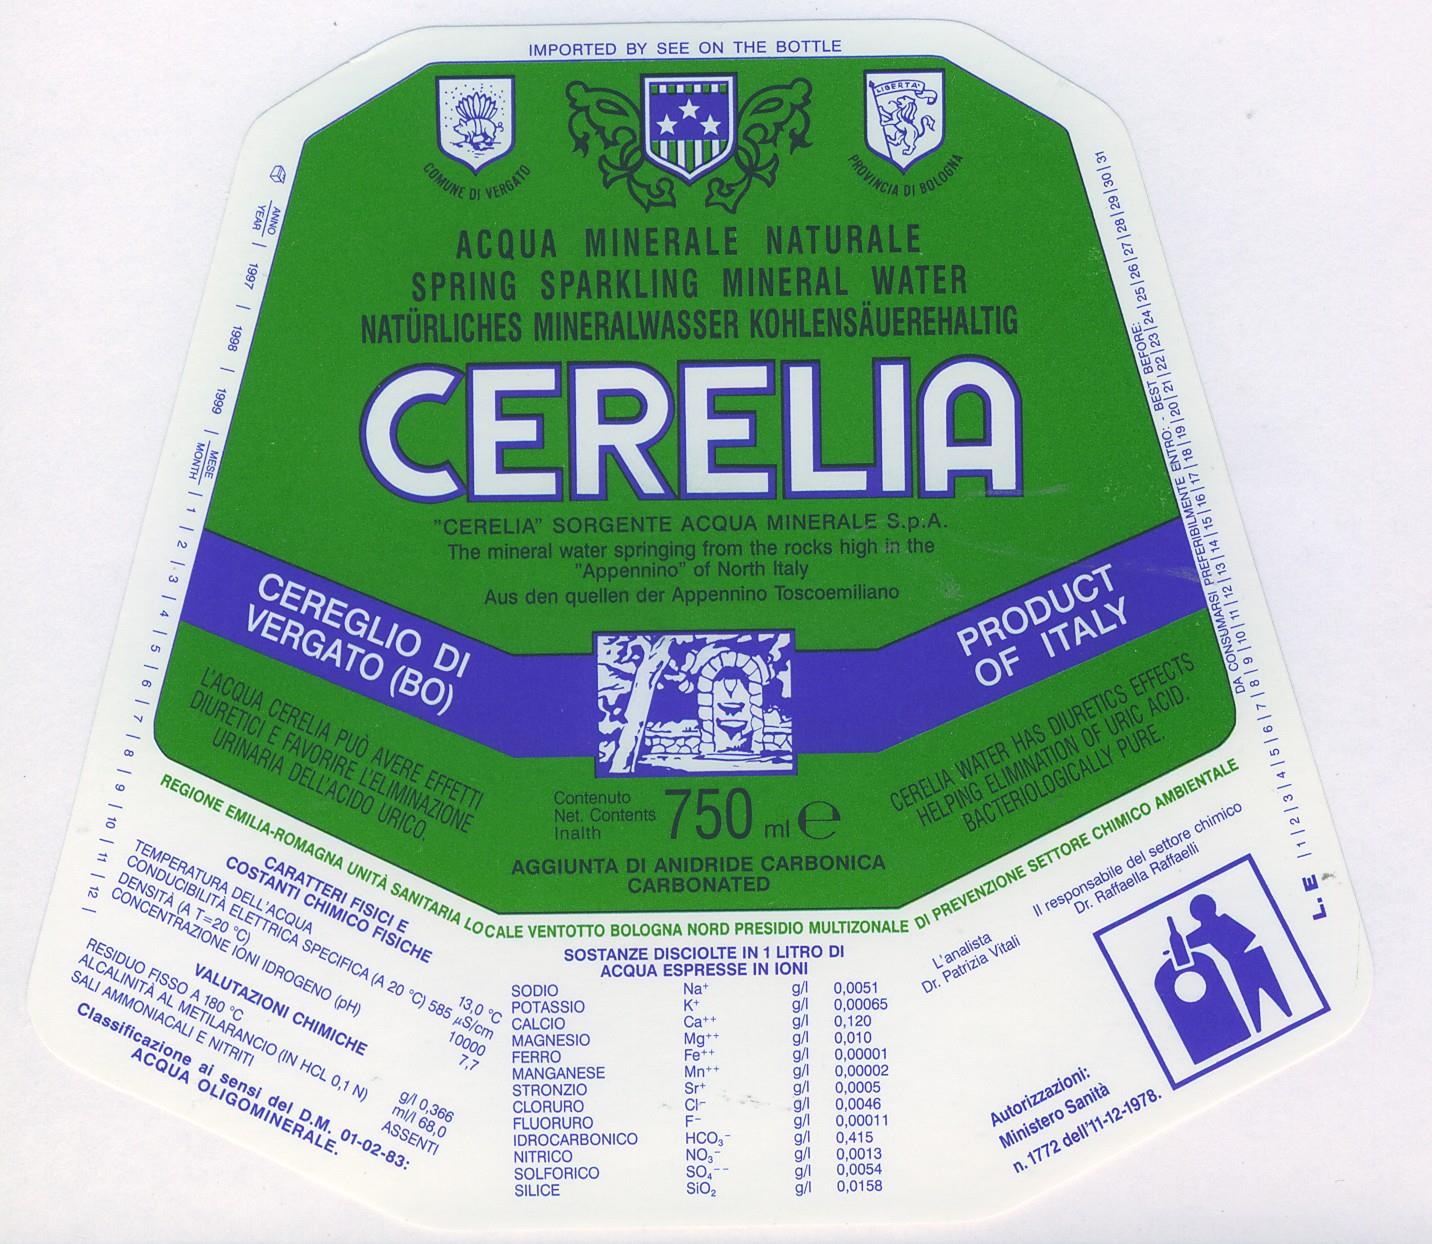 IMPORTED BY SEE ON THE BOTTLE
COMUNE DI VERGATO
LIBERTA'
PROVINCIA DI BOLOGNA
ACQUA MINERALE NATURALE
SPRING SPARKLING MINERAL WATER
NATÜRLICHES MINERALWASSER KOHLENSÄUEREHALTIG
CERELIA
"CERELIA" SORGENTE ACQUA MINERALE S.p.A.
The mineral water springing from the rocks high in the
"Appennino" of North Italy
Aus den quellen der Appennino Toscoemiliano
CEREGLIO DI
VERGATO (BO)
PRODUCT
OF ITALY
L'ACQUA CERELIA PUÒ AVERE EFFETTI
DIURETICI E FAVORIRE L'ELIMINAZIONE
URINARIA DELL'ACIDO URICO.
CERELIA WATER HAS DIURETICS EFFECTS
HELPING ELIMINATION OF URIC ACID.
BACTERIOLOGICALLY PURE.
Contenuto
Net. Contents
Inalth
750 ml e
AGGIUNTA DI ANIDRIDE CARBONICA
CARBONATED
REGIONE EMILIA-ROMAGNA UNITÀ SANITARIA LOCALE VENTOTTO BOLOGNA NORD PRESIDIO MULTIZONALE DI PREVENZIONE SETTORE CHIMICO AMBIENTALE
CARATTERI FISICI E
COSTANTI CHIMICO FISICHE
TEMPERATURA DELL'ACQUA 13,0 °C
CONDUCIBILITÀ ELETTRICA SPECIFICA (A 20 °C) 585 µS/cm
DENSITÀ (A T=20 °C) 10000
CONCENTRAZIONE IONI IDROGENO (pH) 7,7
VALUTAZIONI CHIMICHE
RESIDUO FISSO A 180 °C g/l 0,366
ALCALINITÀ AL METILARANCIO (IN HCL 0,1 N) ml/l 68,0
SALI AMMONIACALI E NITRITI ASSENTI
Classificazione ai sensi del D.M. 01-02-83:
ACQUA OLIGOMINERALE.
SOSTANZE DISCIOLTE IN 1 LITRO DI
ACQUA ESPRESSE IN IONI
SODIO Na⁺ g/l 0,0051
POTASSIO K⁺ g/l 0,00065
CALCIO Ca⁺⁺ g/l 0,120
MAGNESIO Mg⁺⁺ g/l 0,010
FERRO Fe⁺⁺ g/l 0,00001
MANGANESE Mn⁺⁺ g/l 0,00002
STRONZIO Sr⁺ g/l 0,0005
CLORURO Cl⁻ g/l 0,0046
FLUORURO F⁻ g/l 0,00011
IDROCARBONICO HCO₃⁻ g/l 0,415
NITRICO NO₃⁻ g/l 0,0013
SOLFORICO SO₄⁻⁻ g/l 0,0054
SILICE SiO₂ g/l 0,0158
L'analista
Dr. Patrizia Vitali
Il responsabile del settore chimico
Dr. Raffaella Raffaelli
Autorizzazioni:
Ministero Sanità
n. 1772 dell'11-12-1978.
ANNO
YEAR | 1997 | 1998 | 1999 | MESE
MONTH | 1 | 2 | 3 | 4 | 5 | 6 | 7 | 8 | 9 | 10 | 11 | 12 |
DA CONSUMARSI PREFERIBILMENTE ENTRO: - BEST BEFORE:
L. E |1|2|3|4|5|6|7|8|9|10|11|12|13|14|15|16|17|18|19|20|21|22|23|24|25|26|27|28|29|30|31